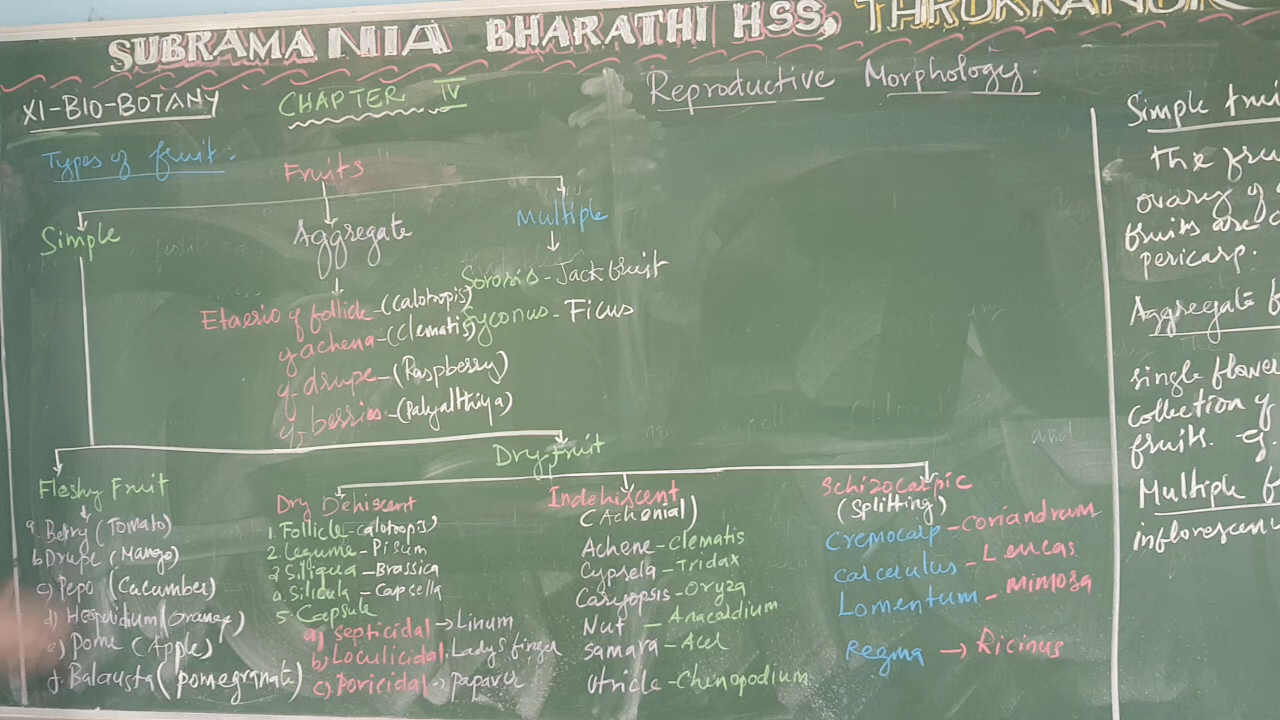 SUBRAMANIA BHARATHI HSS,
XI-BIO-BOTANY
CHAPTER IV
Reproductive Morphology.
Types of fruit.
Fruits
Simple
Aggregate
Multiple
Sorosis - Jack fruit
Syconus - Ficus
Etaerio of follicle - (Calotropis)
of achena - (Clematis)
of drupe - (Raspberry)
of berries - (Polyalthiya)
Fleshy Fruit
a. Berry (Tomato)
b. Drupe (Mango)
c) Pepo (Cacumber)
d) Hesperidium (Orange)
e) Pome (Apple)
f. Balausta (pomegranate)
Dry fruit
Dry Dehiscent
1. Follicle - calotropis
2. Legume - Pisum
3. Siliqua - Brassica
4. Silicula - Capsella
5. Capsule
a) Septicidal → Linum
b) Loculicidal. Lady's finger
c) Poricidal → Papaver
Indehiscent
(Achenial)
Achene - Clematis
Cypsela - Tridax
Caryopsis - Oryza
Nut - Anacardium
Samara - Acer
Utricle - Chenopodium
Schizocarpic
(Splitting)
Cremocarp - Coriandrum
Carcerulus - Leucas
Lomentum - Mimosa
Regma → Ricinus
Simple
The
ovary of
fruits are
pericarp.
Aggregate
single flower
Collection of
fruits.
Multiple